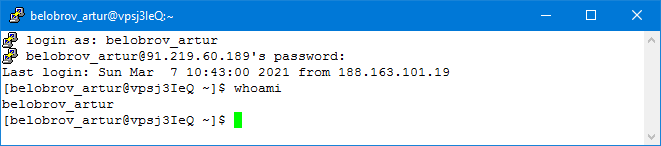 belobrov_artur@vpsj3IeQ:~
login as: belobrov_artur
belobrov_artur@91.219.60.189's password:
Last login: Sun Mar  7 10:43:00 2021 from 188.163.101.19
[belobrov_artur@vpsj3IeQ ~]$ whoami
belobrov_artur
[belobrov_artur@vpsj3IeQ ~]$